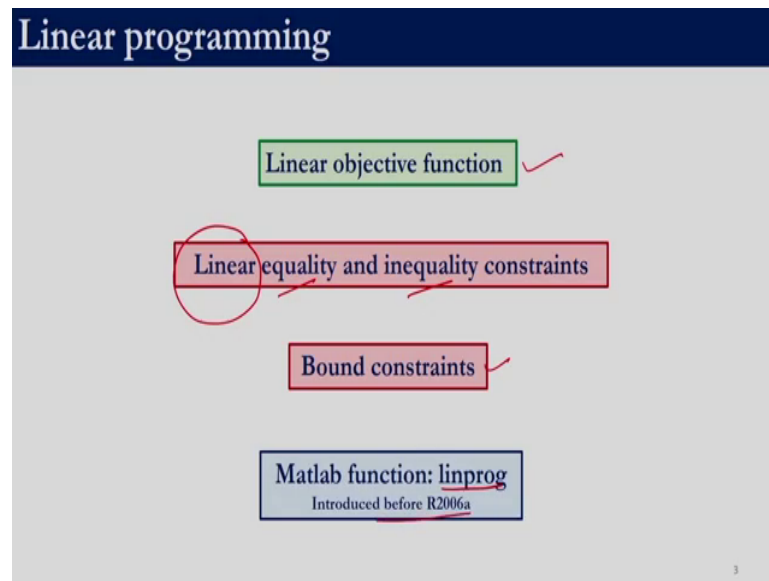 Linear programming
Linear objective function
Linear equality and inequality constraints
Bound constraints
Matlab function: linprog
Introduced before R2006a
3